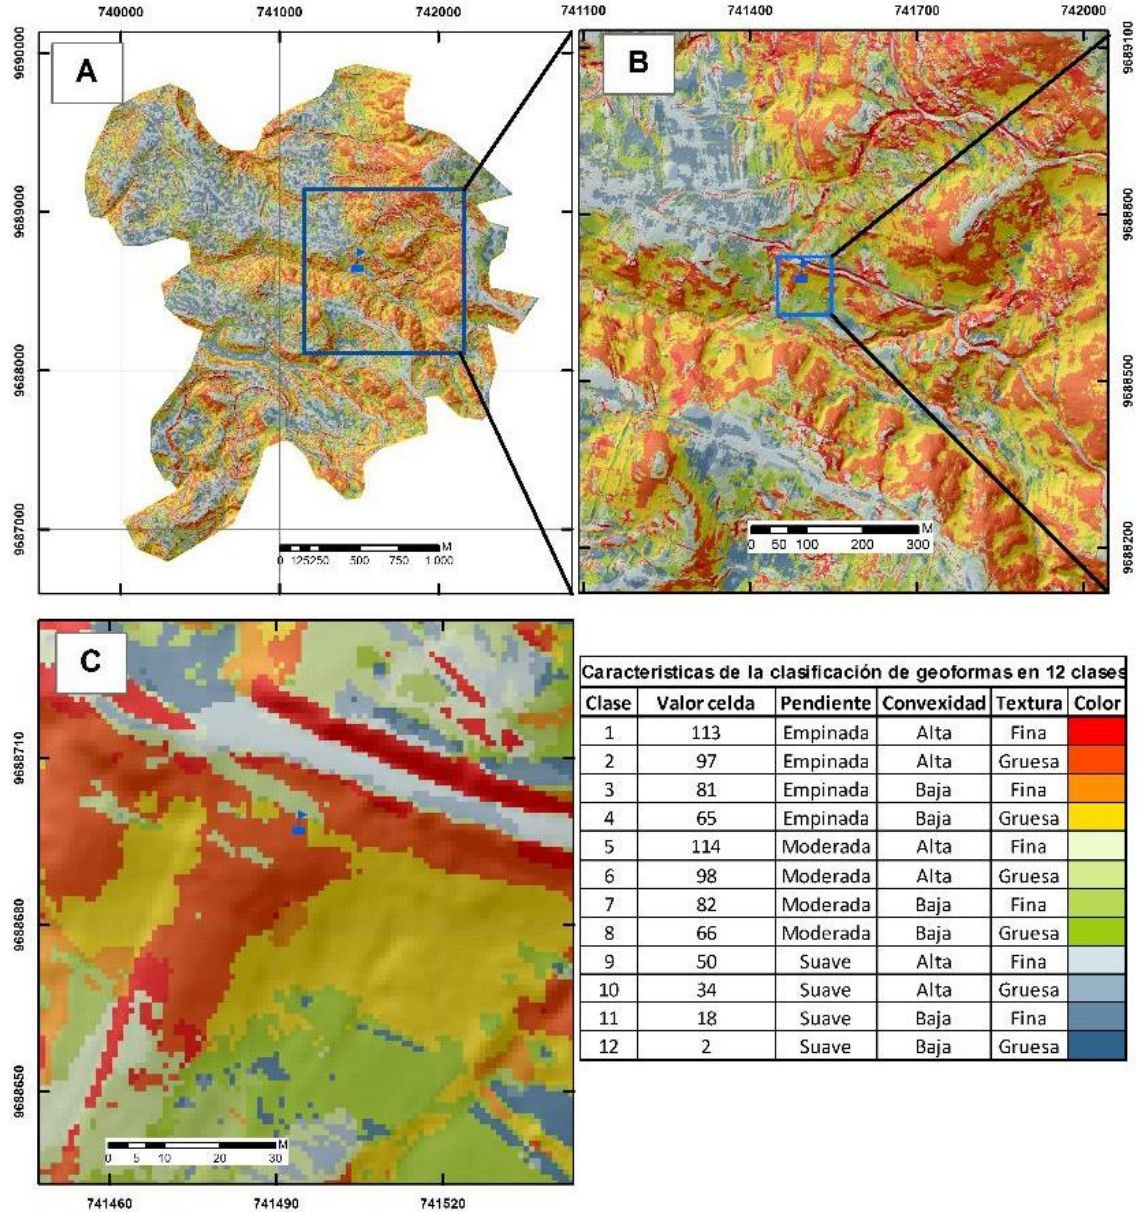 740000 741000 742000
741100 741400 741700 742000
A
B
9690000
9689000
9688000
9687000
9689100
9688800
9688500
9688200
M
0 125250 500 750 1 000
M
0 50 100 200 300
C
9688710
9688680
9688650
M
0 5 10 20 30
741460 741490 741520
Caracteristicas de la clasificación de geoformas en 12 clases
Clase Valor celda Pendiente Convexidad Textura Color
1 113 Empinada Alta Fina
2 97 Empinada Alta Gruesa
3 81 Empinada Baja Fina
4 65 Empinada Baja Gruesa
5 114 Moderada Alta Fina
6 98 Moderada Alta Gruesa
7 82 Moderada Baja Fina
8 66 Moderada Baja Gruesa
9 50 Suave Alta Fina
10 34 Suave Alta Gruesa
11 18 Suave Baja Fina
12 2 Suave Baja Gruesa